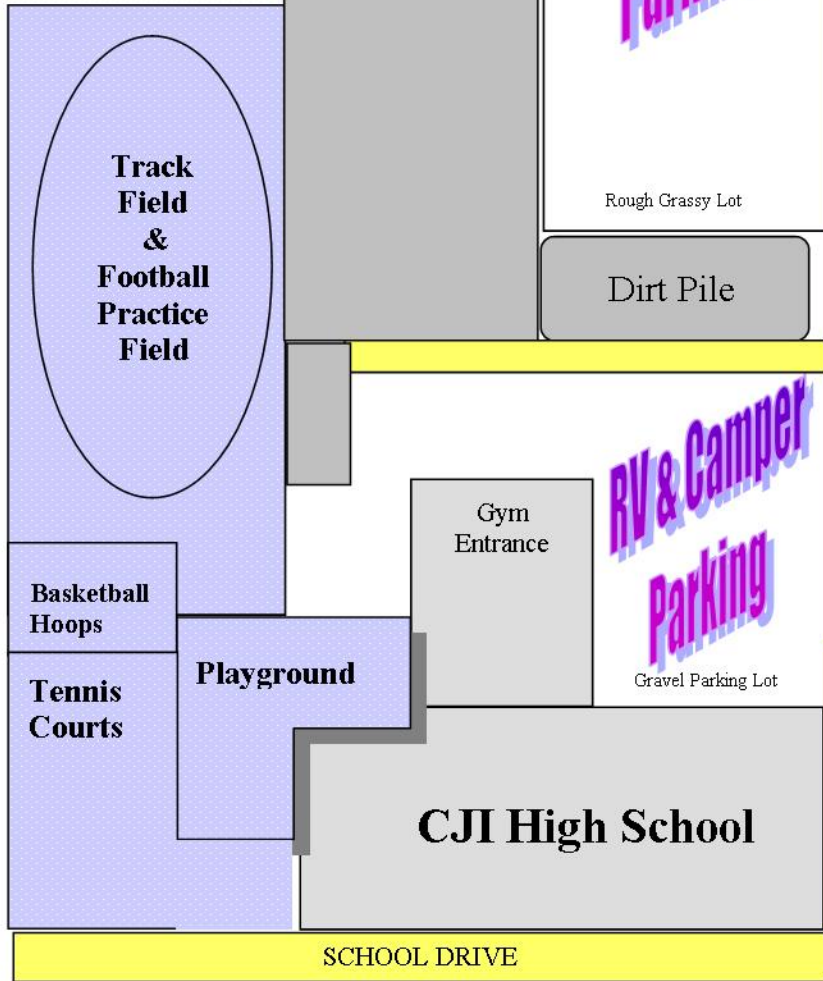 Track
Field
&
Football
Practice
Field
Rough Grassy Lot
Dirt Pile
RV & Camper
Parking
Gravel Parking Lot
Gym
Entrance
Basketball
Hoops
Playground
Tennis
Courts
CJI High School
SCHOOL DRIVE